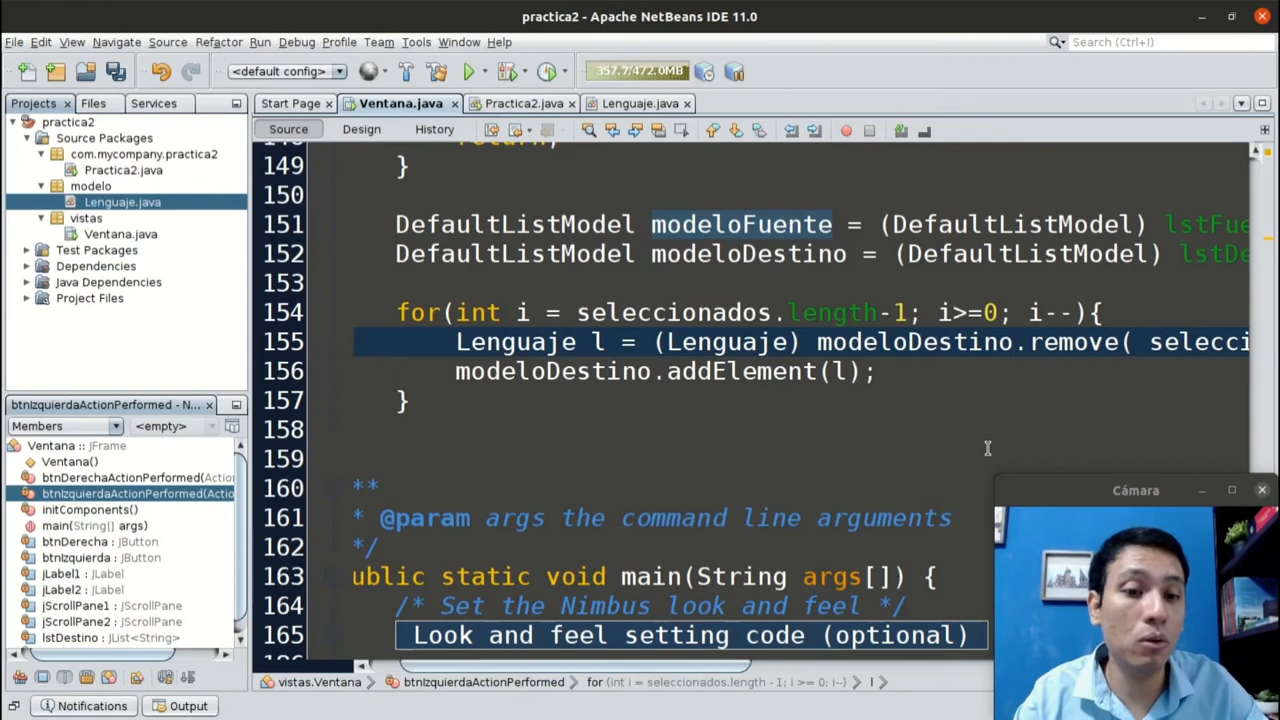 practica2 - Apache NetBeans IDE 11.0
File Edit View Navigate Source Refactor Run Debug Profile Team Tools Window Help
Search (Ctrl+I)
<default config>
357.7/472.0MB
Projects Files Services
Start Page Ventana.java Practica2.java Lenguaje.java
Source Design History
practica2
Source Packages
com.mycompany.practica2
Practica2.java
modelo
Lenguaje.java
vistas
Ventana.java
Test Packages
Dependencies
Java Dependencies
Project Files
btnIzquierdaActionPerformed - N...
Members <empty>
Ventana :: JFrame
Ventana()
btnDerechaActionPerformed(Actio
btnIzquierdaActionPerformed(Actio
initComponents()
main(String[] args)
btnDerecha : JButton
btnIzquierda : JButton
jLabel1 : JLabel
jLabel2 : JLabel
jScrollPane1 : JScrollPane
jScrollPane2 : JScrollPane
lstDestino : JList<String>
149 }
150
151 DefaultListModel modeloFuente = (DefaultListModel) lstFue
152 DefaultListModel modeloDestino = (DefaultListModel) lstDe
153
154 for(int i = seleccionados.length-1; i>=0; i--){
155 Lenguaje l = (Lenguaje) modeloDestino.remove( selecci
156 modeloDestino.addElement(l);
157 }
158
159
160 **
161 * @param args the command line arguments
162 */
163 ublic static void main(String args[]) {
164 /* Set the Nimbus look and feel */
165 Look and feel setting code (optional)
Cámara
vistas.Ventana btnIzquierdaActionPerformed for (int i = seleccionados.length - 1; i >= 0; i--) l
Notifications Output